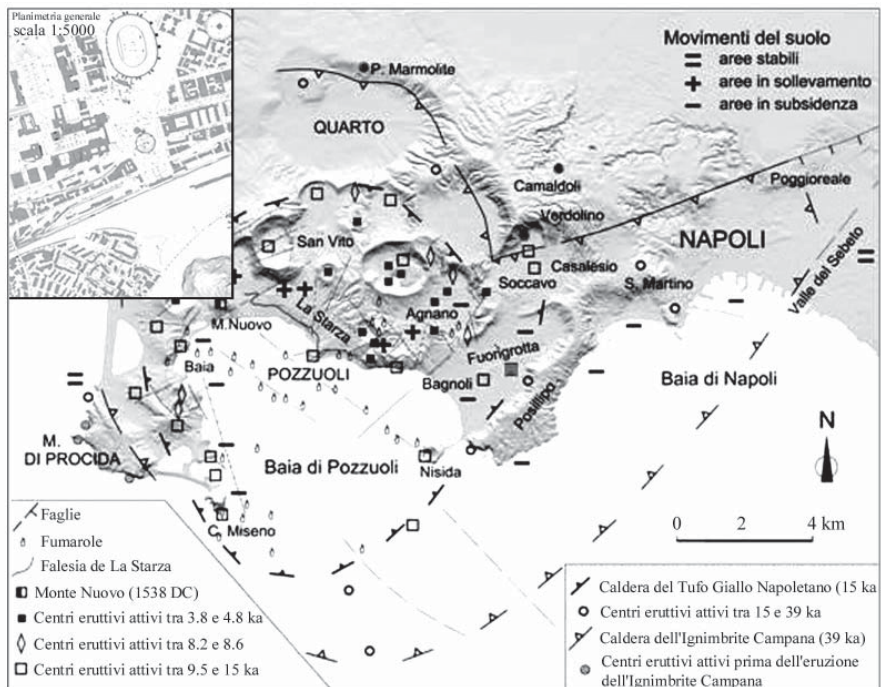 Planimetria generale
scala 1:5000
Movimenti del suolo
aree stabili
aree in sollevamento
aree in subsidenza
P. Marmolite
QUARTO
Camaldoli
Poggioreale
Verdolino
NAPOLI
San Vito
Soccavo
Casalesio
S. Martino
Valle del Sebeto
La Starza
Agnano
M.Nuovo
Fuorigrotta
Baia
POZZUOLI
Bagnoli
Posillipo
Baia di Napoli
M.
DI PROCIDA
Baia di Pozzuoli
Nisida
N
C. Miseno
0 2 4 km
Faglie
Fumarole
Falesia de La Starza
Monte Nuovo (1538 DC)
Centri eruttivi attivi tra 3.8 e 4.8 ka
Centri eruttivi attivi tra 8.2 e 8.6
Centri eruttivi attivi tra 9.5 e 15 ka
Caldera del Tufo Giallo Napoletano (15 ka
Centri eruttivi attivi tra 15 e 39 ka
Caldera dell'Ignimbrite Campana (39 ka)
Centri eruttivi attivi prima dell'eruzione
dell'Ignimbrite Campana